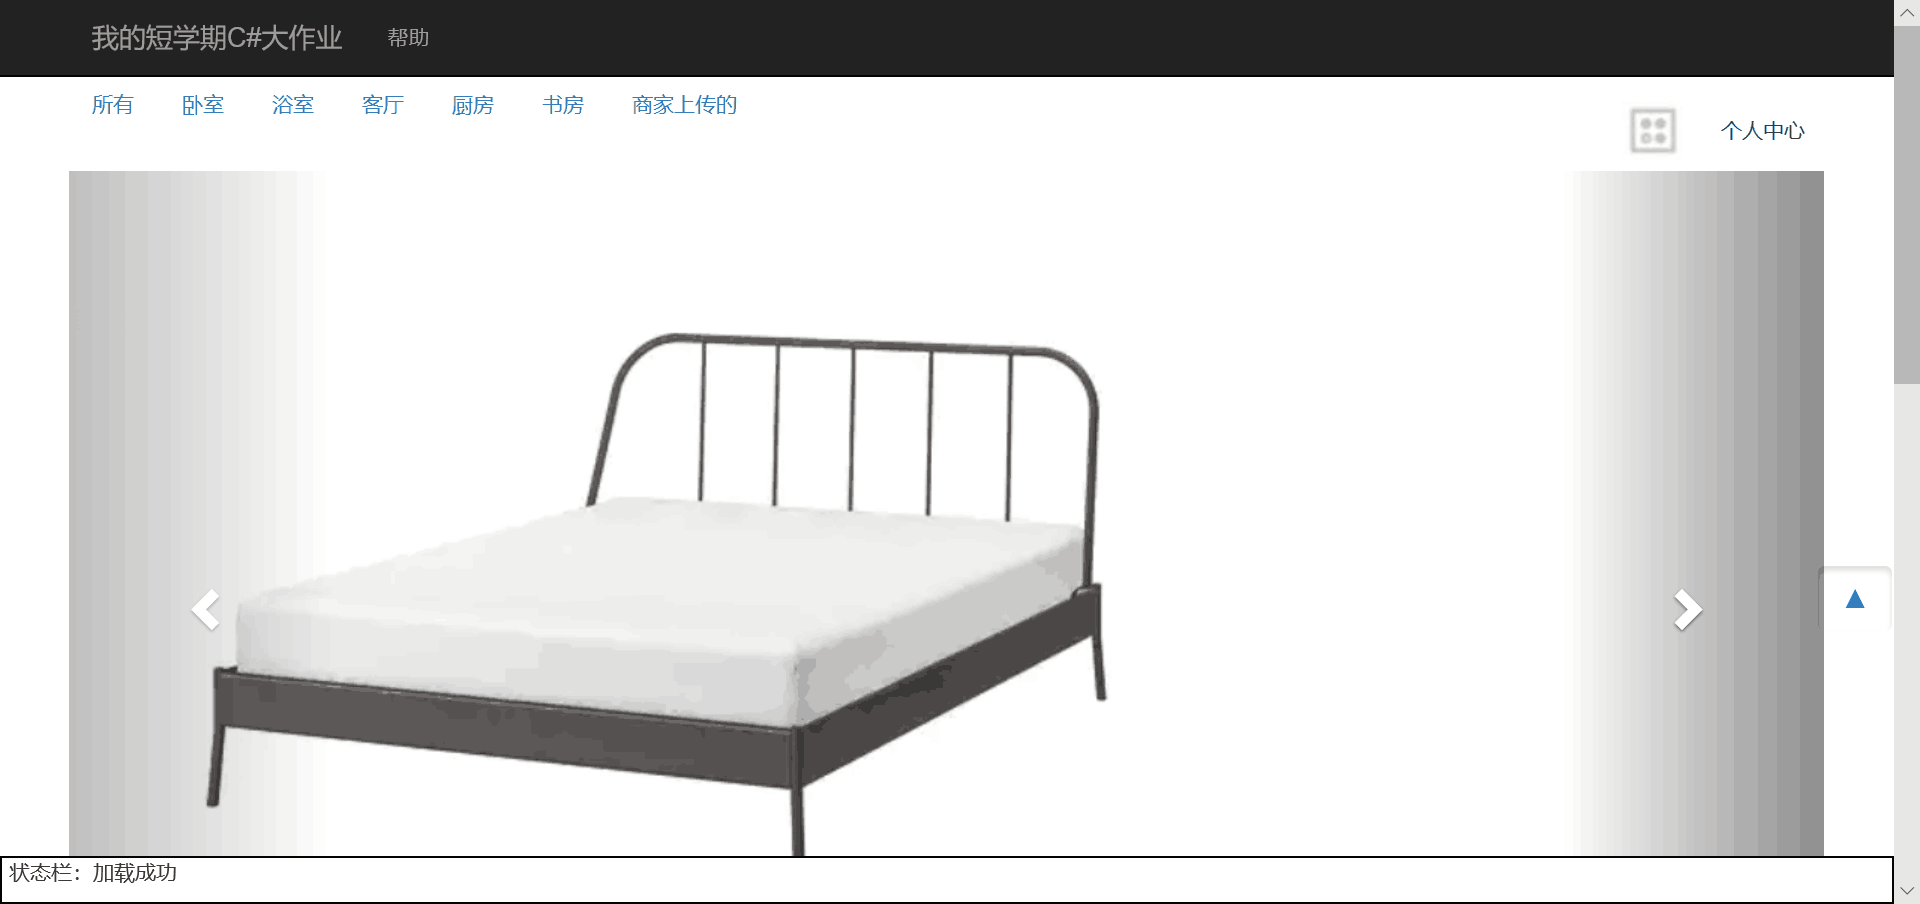 我的短学期C#大作业 帮助
所有 卧室 浴室 客厅 厨房 书房 商家上传的
个人中心
▲
状态栏：加载成功